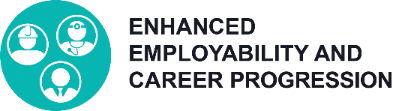 ENHANCED
EMPLOYABILITY AND
CAREER PROGRESSION